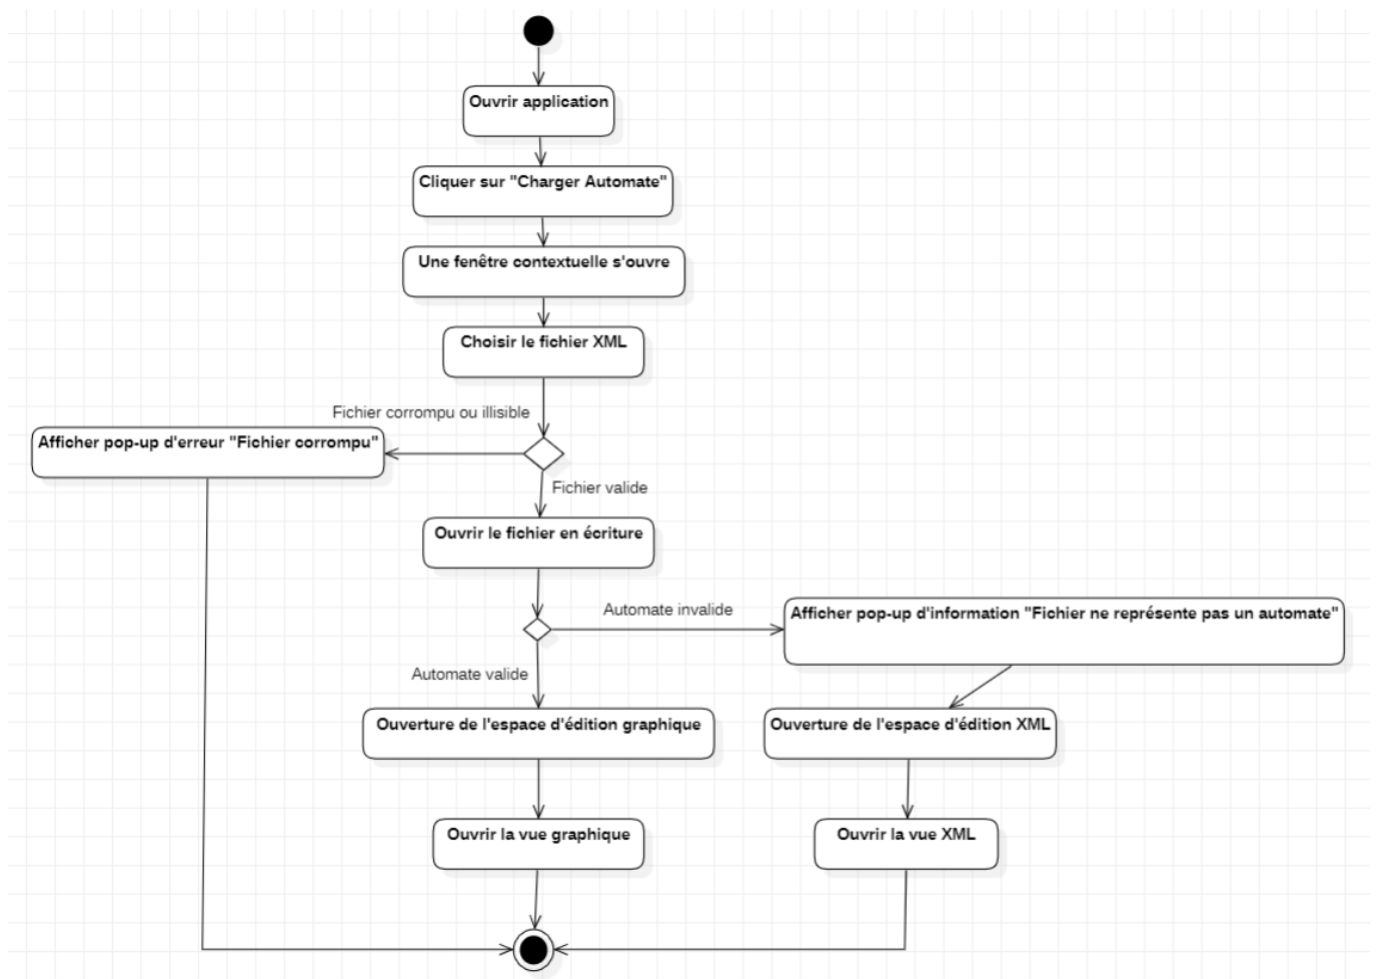 Ouvrir application
Cliquer sur "Charger Automate"
Une fenêtre contextuelle s'ouvre
Choisir le fichier XML
Fichier corrompu ou illisible
Afficher pop-up d'erreur "Fichier corrompu"
Fichier valide
Ouvrir le fichier en écriture
Automate invalide
Afficher pop-up d'information "Fichier ne représente pas un automate"
Automate valide
Ouverture de l'espace d'édition graphique
Ouverture de l'espace d'édition XML
Ouvrir la vue graphique
Ouvrir la vue XML